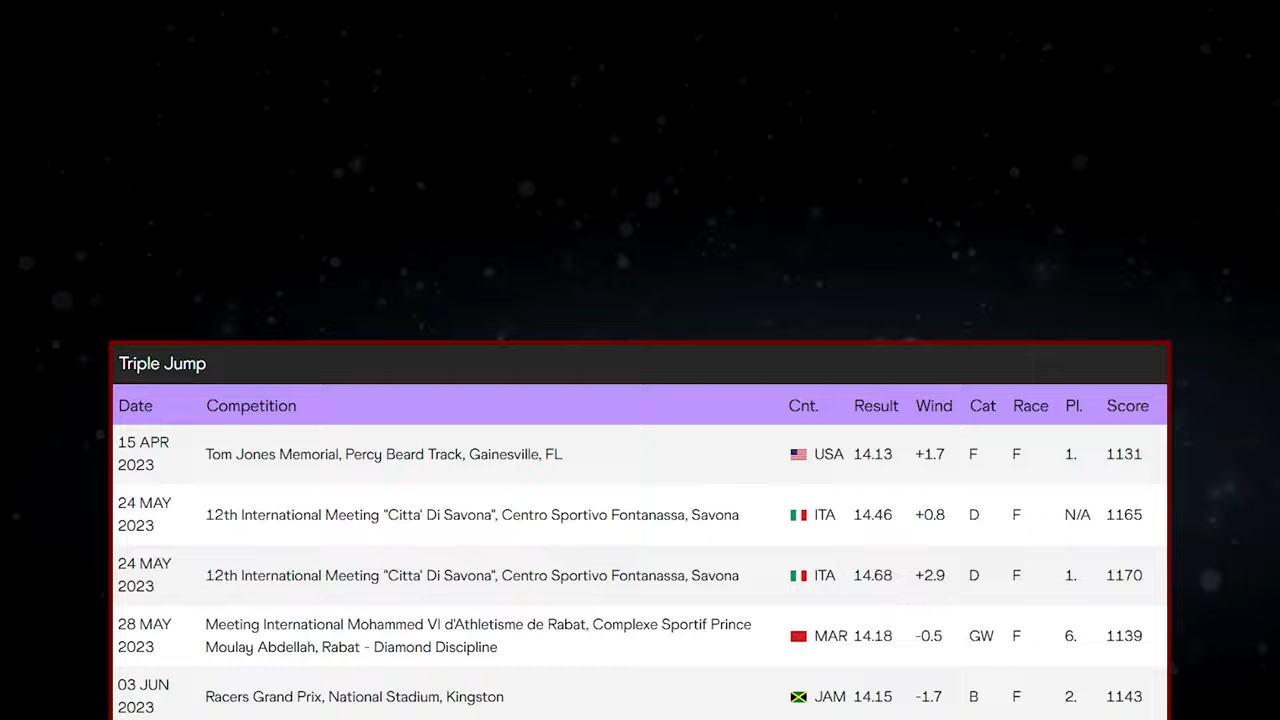 Triple Jump
Date Competition Cnt. Result Wind Cat Race Pl. Score
15 APR 2023 Tom Jones Memorial, Percy Beard Track, Gainesville, FL USA 14.13 +1.7 F F 1. 1131
24 MAY 2023 12th International Meeting "Citta' Di Savona", Centro Sportivo Fontanassa, Savona ITA 14.46 +0.8 D F N/A 1165
24 MAY 2023 12th International Meeting "Citta' Di Savona", Centro Sportivo Fontanassa, Savona ITA 14.68 +2.9 D F 1. 1170
28 MAY 2023 Meeting International Mohammed VI d'Athletisme de Rabat, Complexe Sportif Prince Moulay Abdellah, Rabat - Diamond Discipline MAR 14.18 -0.5 GW F 6. 1139
03 JUN 2023 Racers Grand Prix, National Stadium, Kingston JAM 14.15 -1.7 B F 2. 1143